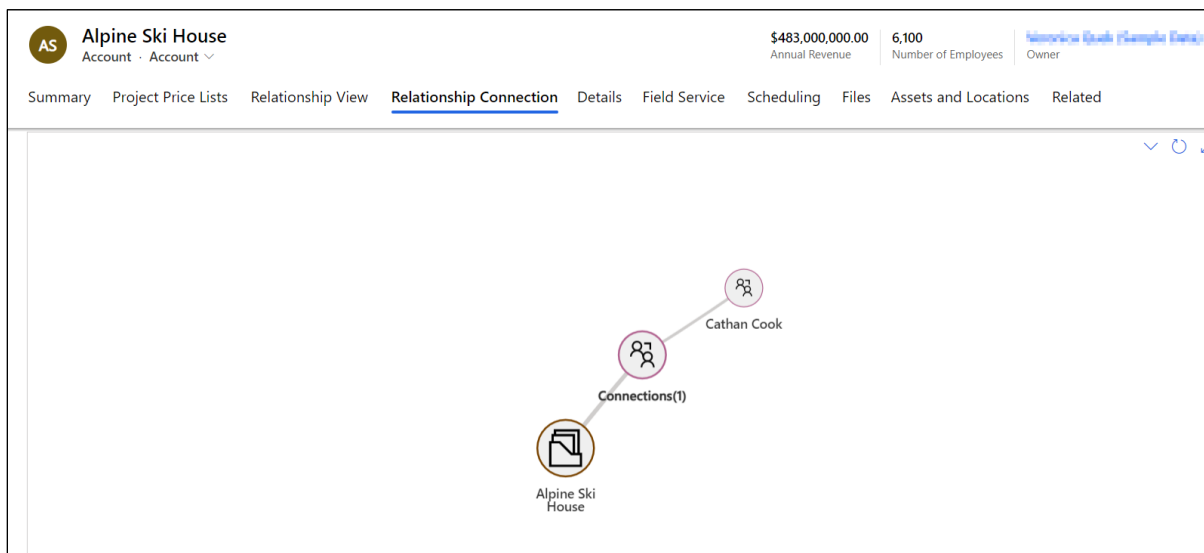 AS
Alpine Ski House
Account · Account
$483,000,000.00
Annual Revenue
6,100
Number of Employees
Owner
Summary Project Price Lists Relationship View Relationship Connection Details Field Service Scheduling Files Assets and Locations Related
Cathan Cook
Connections(1)
Alpine Ski
House